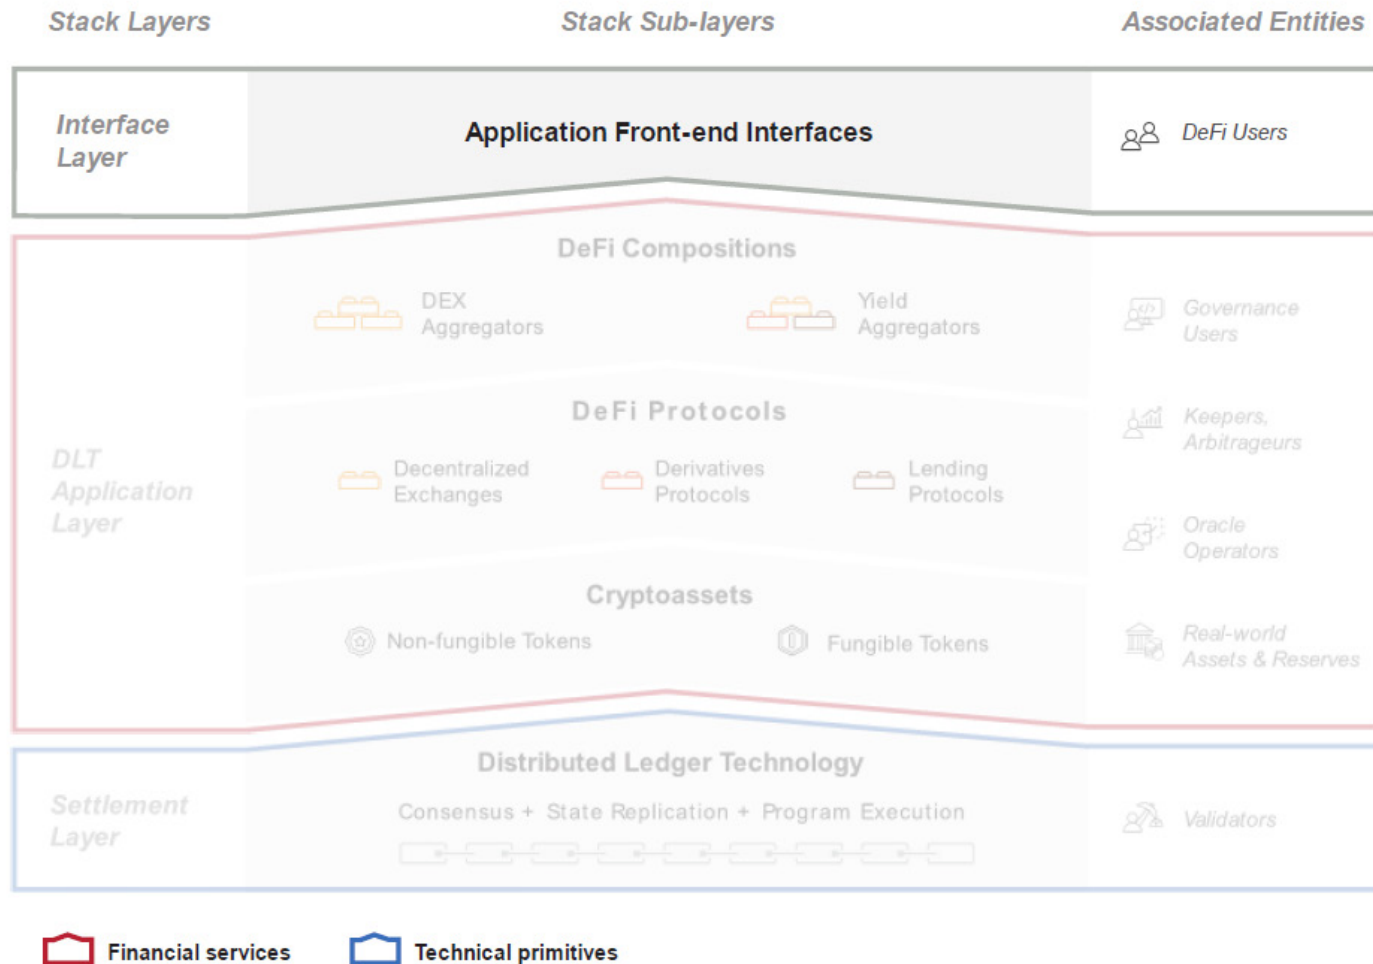 Stack Layers
Stack Sub-layers
Associated Entities
Interface
Layer
Application Front-end Interfaces
DeFi Users
DeFi Compositions
DEX
Aggregators
Yield
Aggregators
Governance
Users
DLT
Application
Layer
DeFi Protocols
Decentralized
Exchanges
Derivatives
Protocols
Lending
Protocols
Keepers,
Arbitrageurs
Oracle
Operators
Cryptoassets
Non-fungible Tokens
Fungible Tokens
Real-world
Assets & Reserves
Settlement
Layer
Distributed Ledger Technology
Consensus + State Replication + Program Execution
Validators
Financial services
Technical primitives